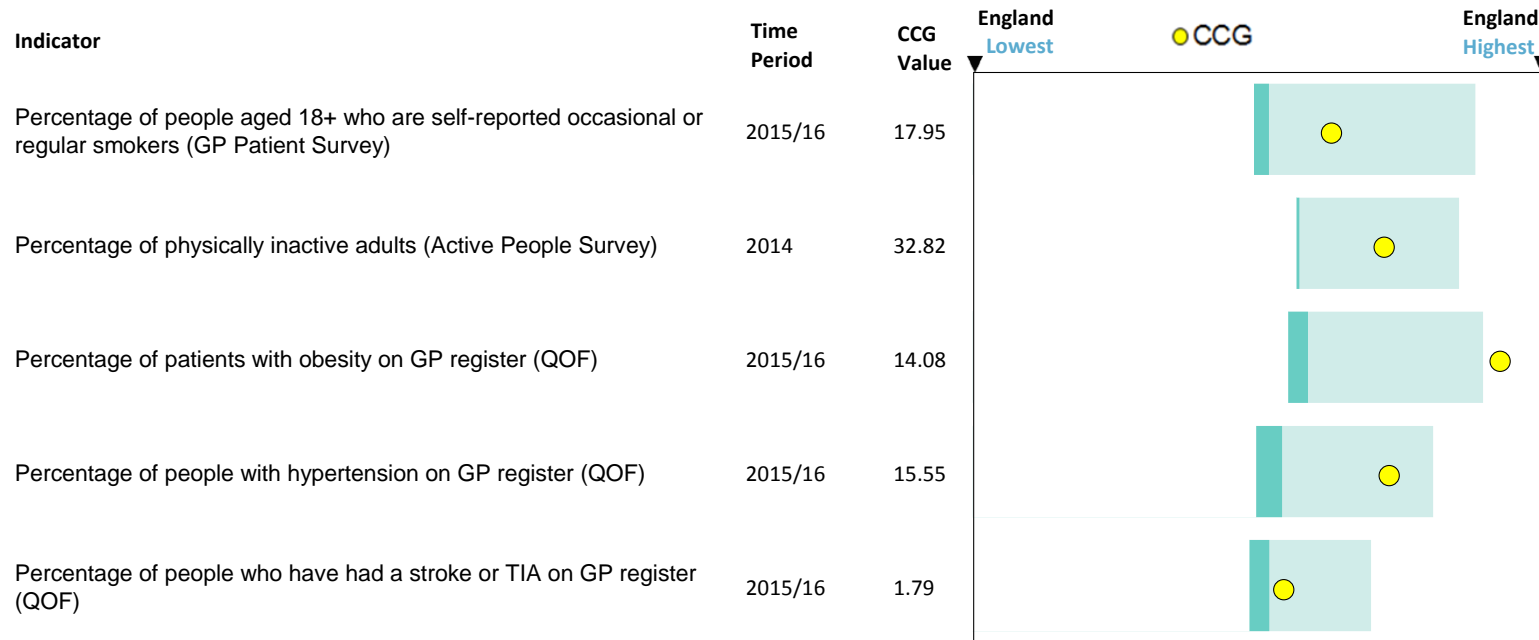 Indicator
Time Period
CCG Value
England Lowest
CCG
England Highest
Percentage of people aged 18+ who are self-reported occasional or
regular smokers (GP Patient Survey)
2015/16
17.95
Percentage of physically inactive adults (Active People Survey)
2014
32.82
Percentage of patients with obesity on GP register (QOF)
2015/16
14.08
Percentage of people with hypertension on GP register (QOF)
2015/16
15.55
Percentage of people who have had a stroke or TIA on GP register
(QOF)
2015/16
1.79